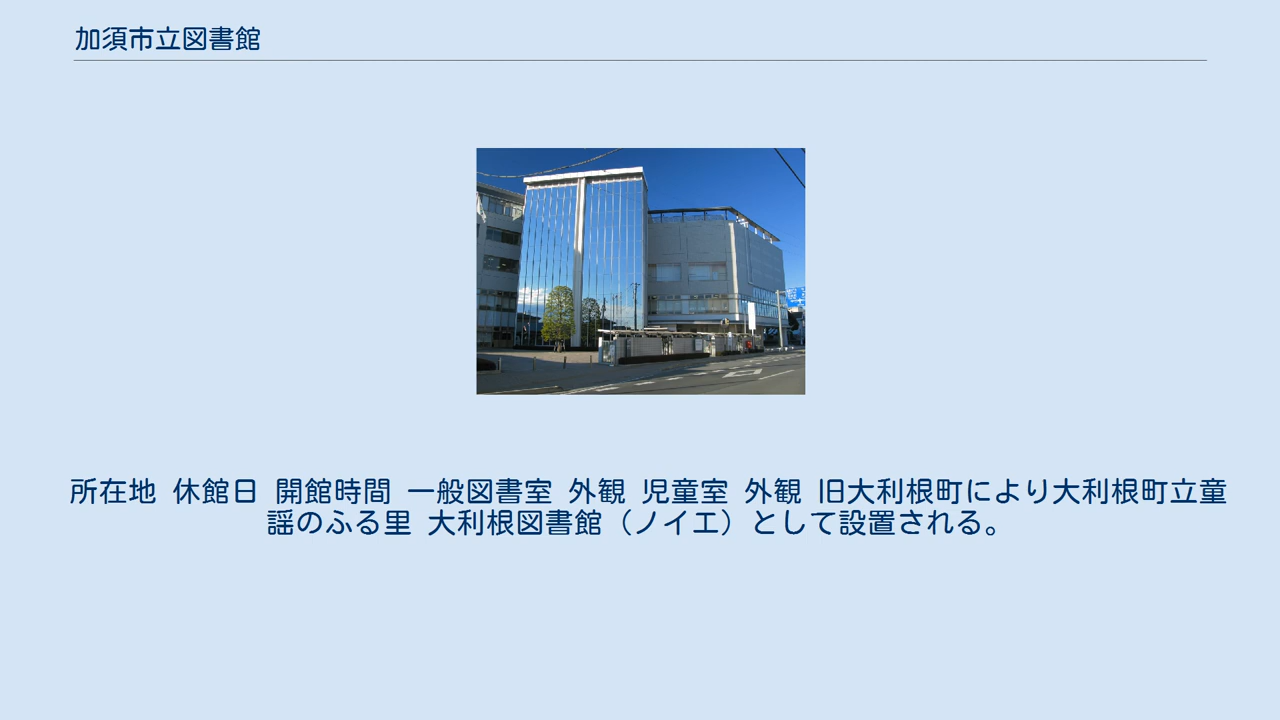 加須市立図書館
所在地 休館日 開館時間 一般図書室 外観 児童室 外観 旧大利根町により大利根町立童
謡のふる里 大利根図書館（ノイエ）として設置される。